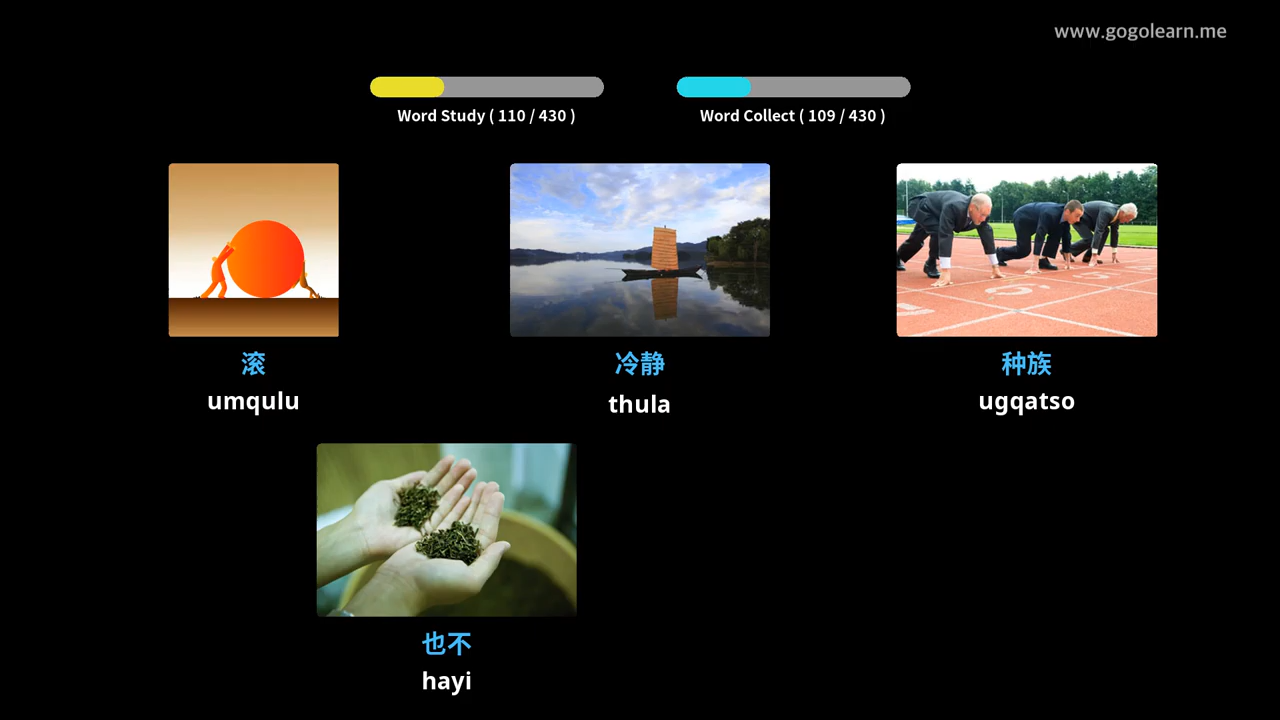 www.gogolearn.me
Word Study ( 110 / 430 )
Word Collect ( 109 / 430 )
滚
umqulu
冷静
thula
种族
ugqatso
也不
hayi